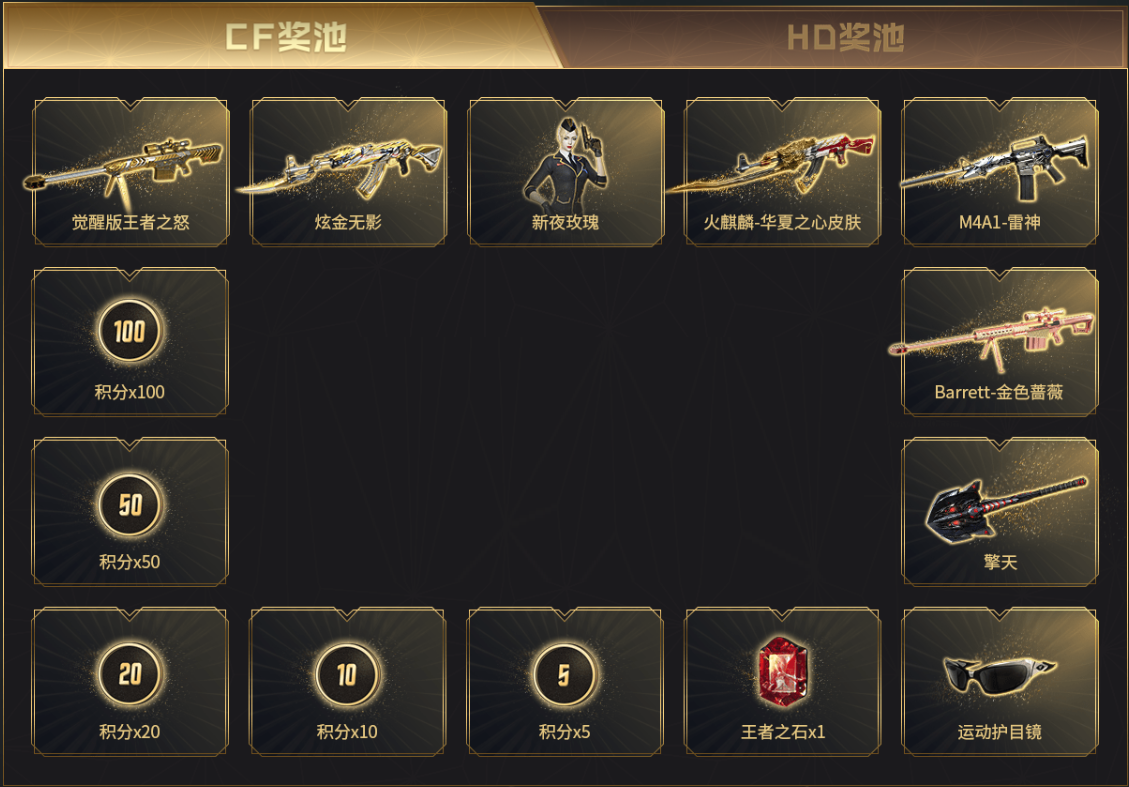 CF奖池
HD奖池
觉醒版王者之怒
炫金无影
新夜玫瑰
火麒麟-华夏之心皮肤
M4A1-雷神
100
积分x100
Barrett-金色蔷薇
50
积分x50
擎天
20
积分x20
10
积分x10
5
积分x5
王者之石x1
运动护目镜